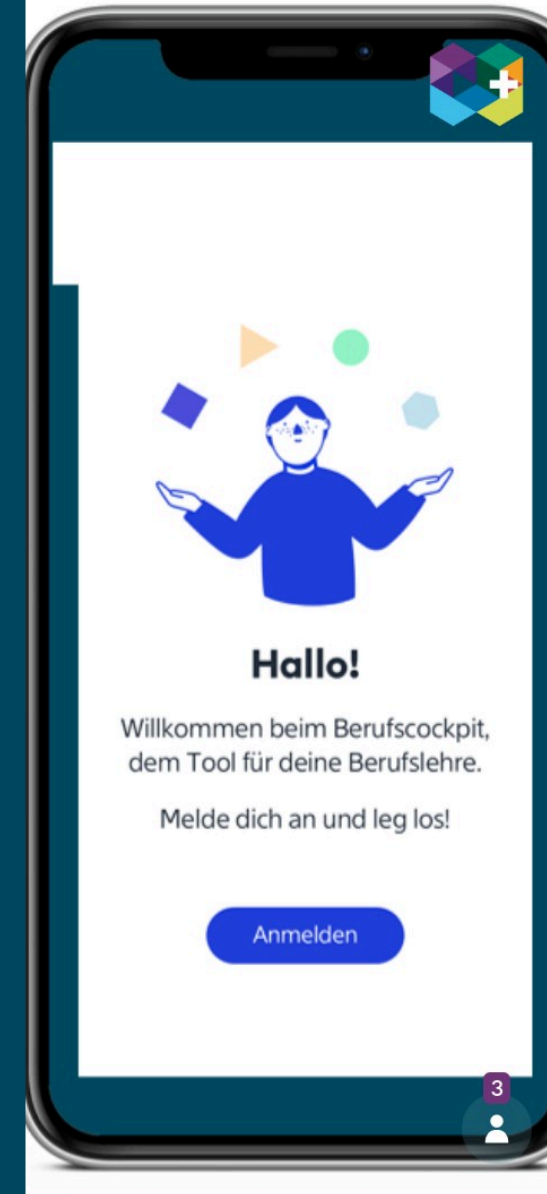 Hallo!
Willkommen beim Berufscockpit,
dem Tool für deine Berufslehre.
Melde dich an und leg los!
Anmelden
3